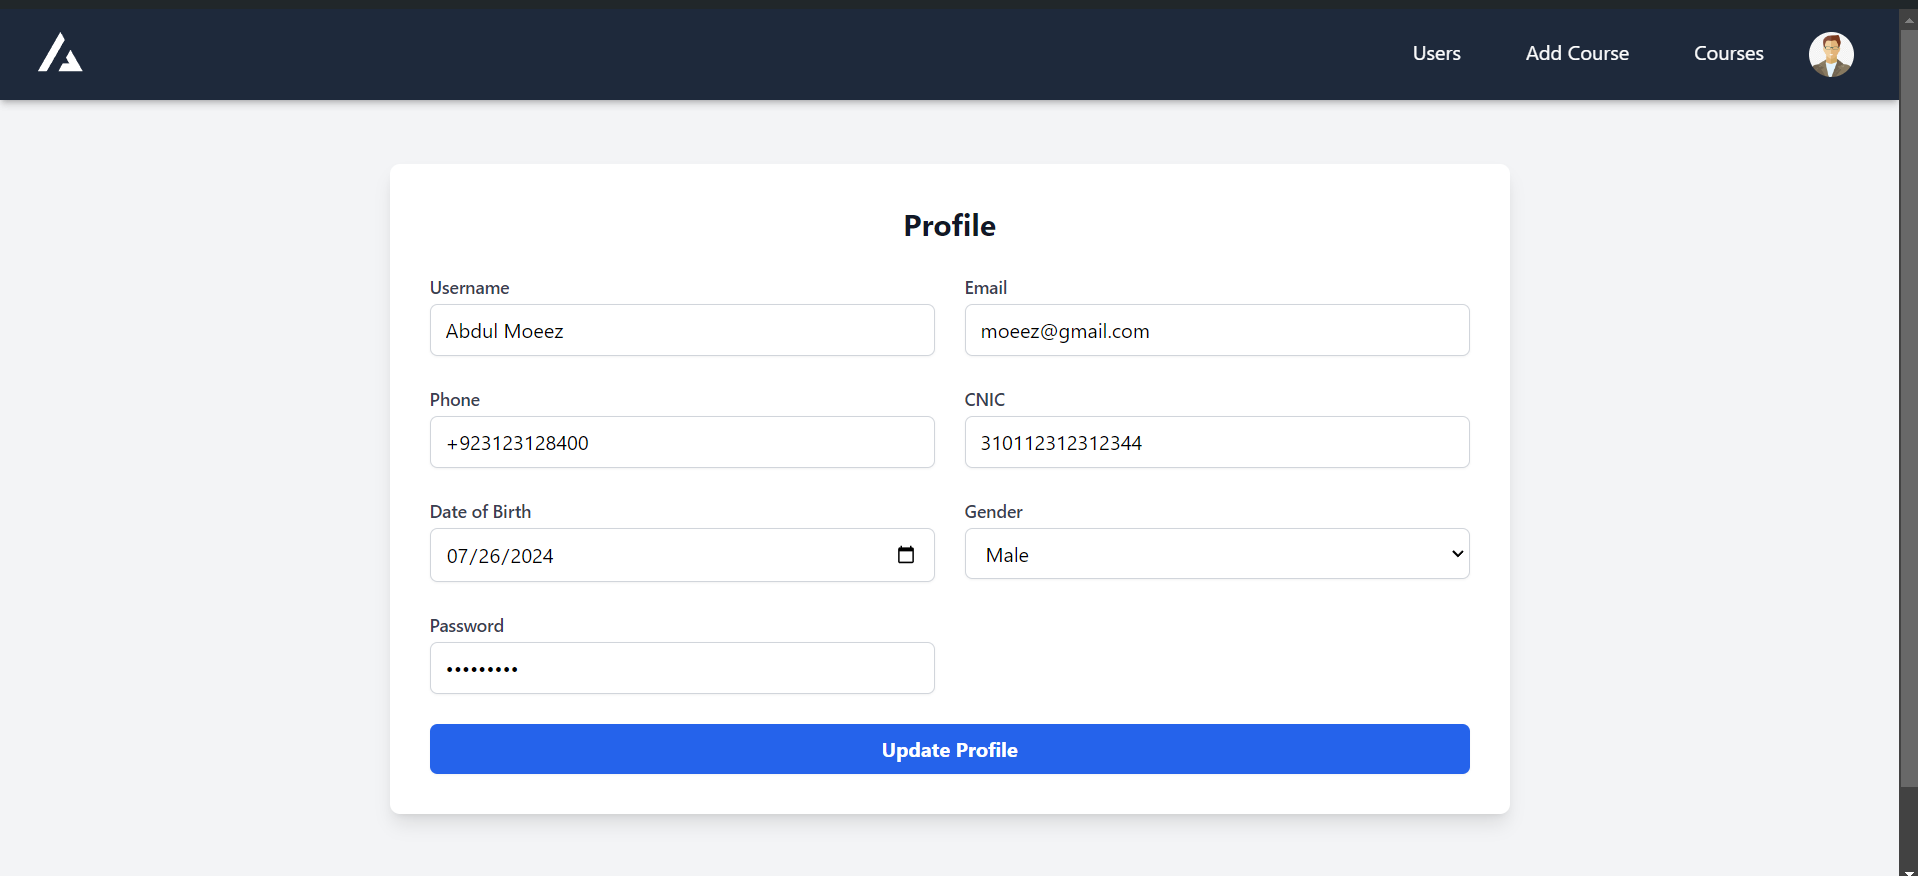 Users Add Course Courses
Profile
Username Email
Abdul Moeez moeez@gmail.com
Phone CNIC
+923123128400 310112312312344
Date of Birth Gender
07/26/2024 Male
Password
•••••••••
Update Profile